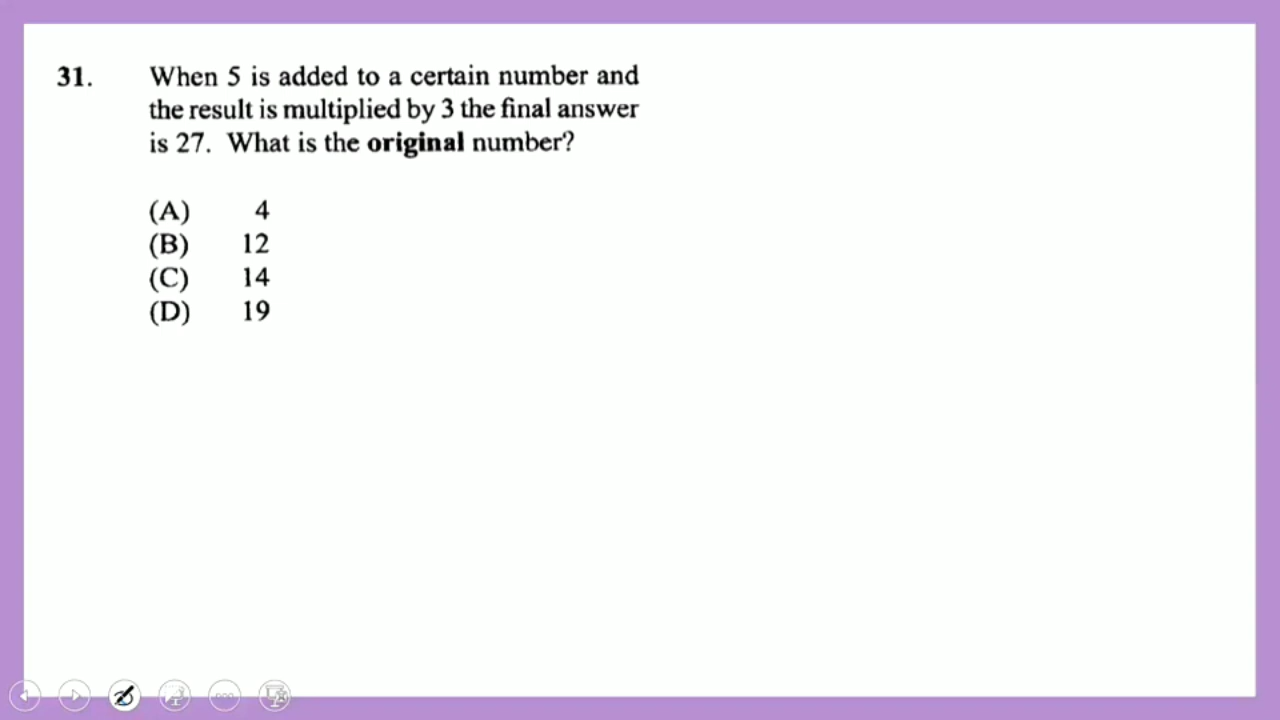 31. When 5 is added to a certain number and
the result is multiplied by 3 the final answer
is 27. What is the original number?
(A) 4
(B) 12
(C) 14
(D) 19